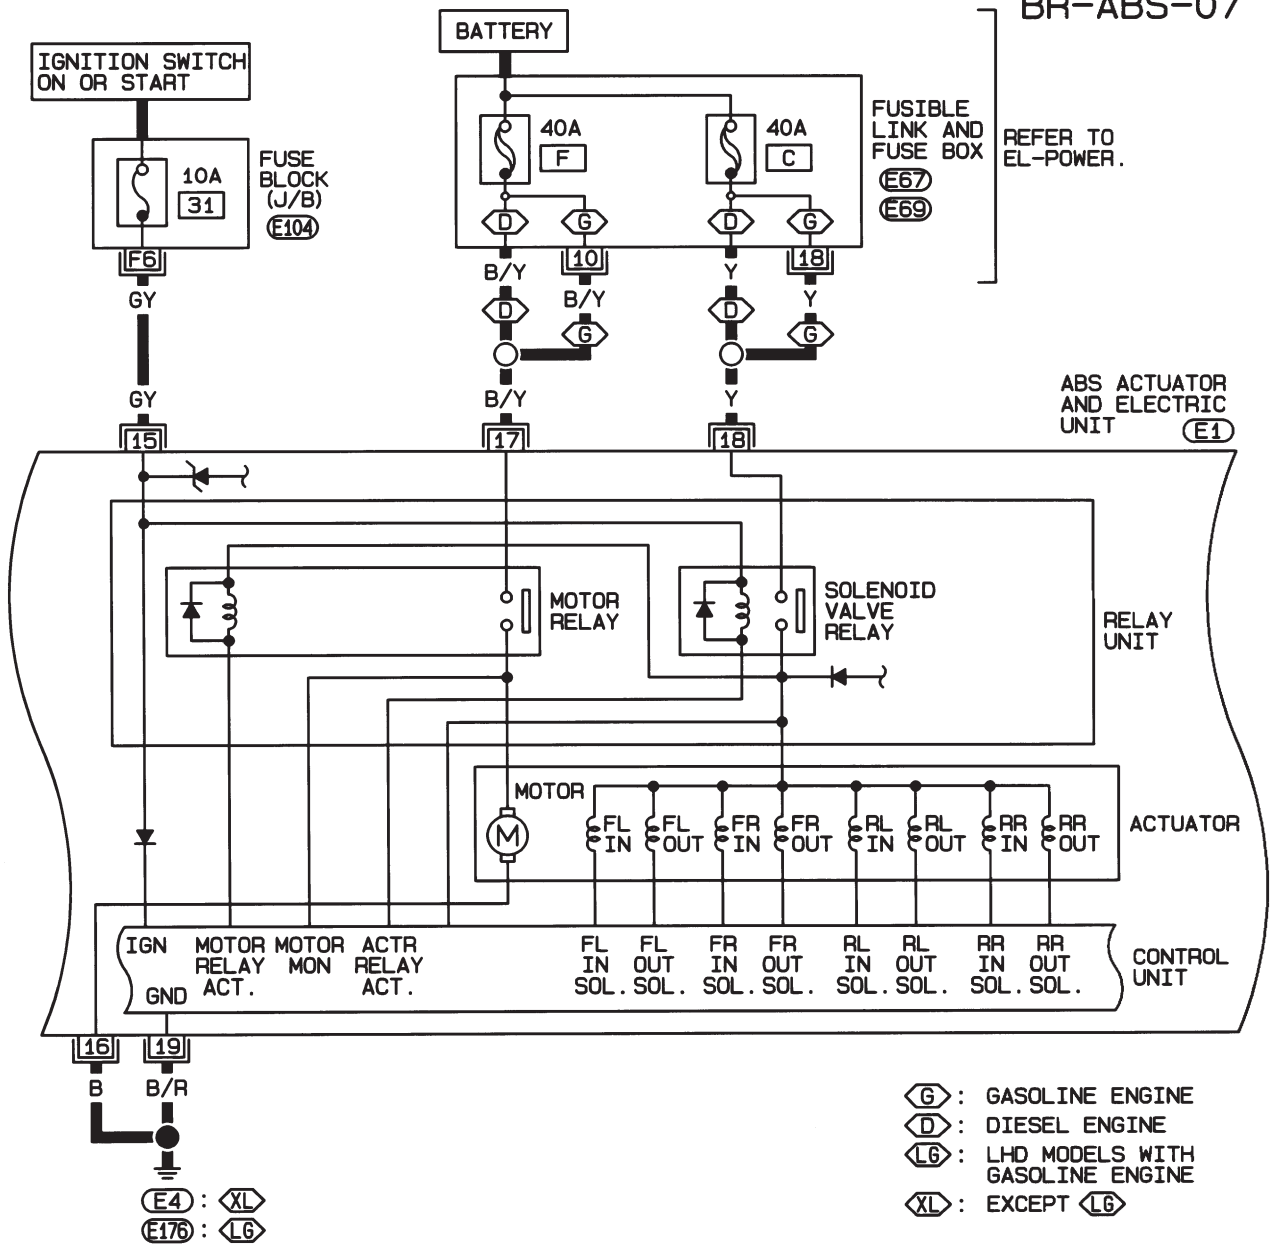 BR-ABS-07
BATTERY
IGNITION SWITCH
ON OR START
10A
31
FUSE
BLOCK
(J/B)
E104
40A
F
40A
C
FUSIBLE
LINK AND
FUSE BOX
E67
E69
REFER TO
EL-POWER.
D
G
D
G
F6
10
18
GY
B/Y
B/Y
Y
Y
D
D
G
G
GY
B/Y
Y
ABS ACTUATOR
AND ELECTRIC
UNIT
E1
15
17
18
MOTOR
RELAY
SOLENOID
VALVE
RELAY
RELAY
UNIT
MOTOR
M
FL
IN
FL
OUT
FR
IN
FR
OUT
RL
IN
RL
OUT
RR
IN
RR
OUT
ACTUATOR
IGN
MOTOR
RELAY
ACT.
MOTOR
MON
ACTR
RELAY
ACT.
FL
IN
SOL.
FL
OUT
SOL.
FR
IN
SOL.
FR
OUT
SOL.
RL
IN
SOL.
RL
OUT
SOL.
RR
IN
SOL.
RR
OUT
SOL.
CONTROL
UNIT
GND
16
19
B
B/R
E4 : XL
E176 : LG
G : GASOLINE ENGINE
D : DIESEL ENGINE
LG : LHD MODELS WITH
GASOLINE ENGINE
XL : EXCEPT LG